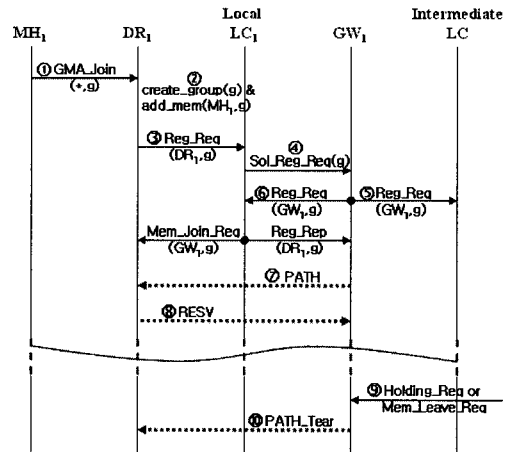 Local
Intermediate
MH₁ DR₁ LC₁ GW₁ LC
① GMA_Join
(*,g)
②
create_group(g) &
add_mem(MH₁,g)
③ Reg_Req
(DR₁,g)
④
Sol_Reg_Req(g)
⑥ Reg_Req
(GW₁,g)
⑤ Reg_Req
(GW₁,g)
Mem_Join_Req
(GW₁,g)
Reg_Rep
(DR₁,g)
⑦ PATH
⑧ RESV
⑨ Holding_Req or
Mem_Leave_Req
⑩ PATH_Tear